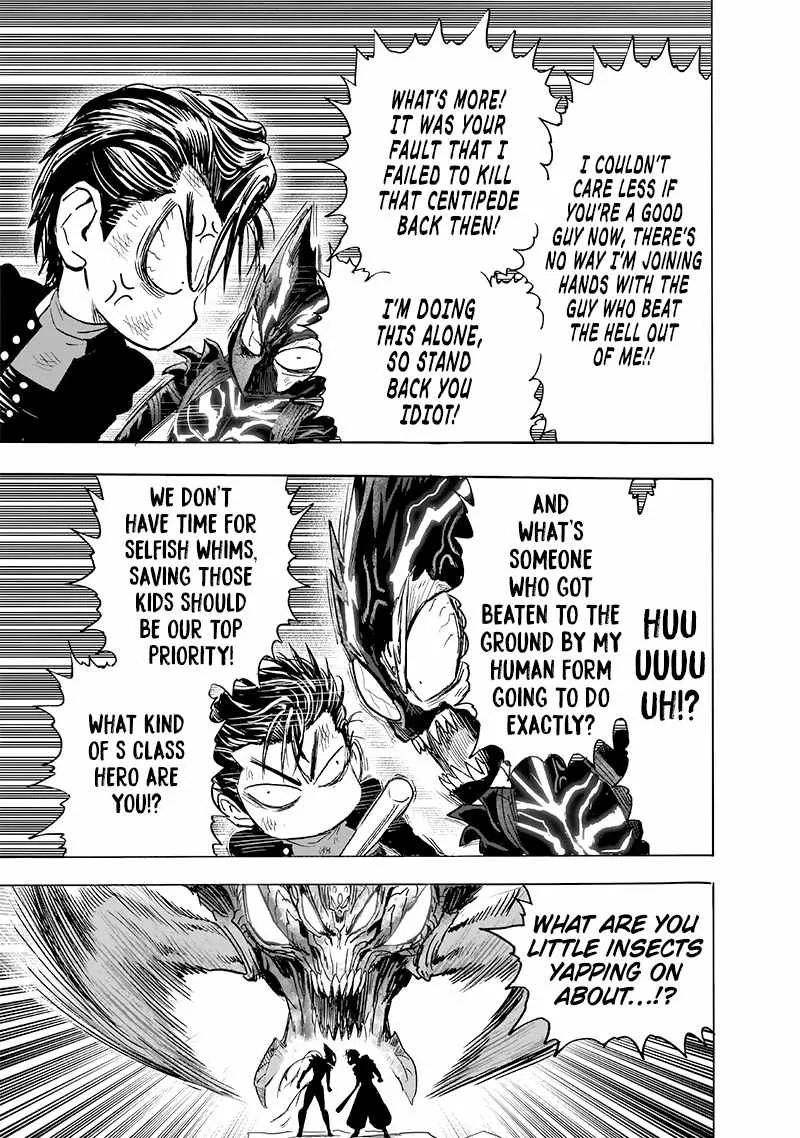 I COULDN'T
CARE LESS IF
YOU'RE A GOOD
GUY NOW, THERE'S
NO WAY I'M JOINING
HANDS WITH THE
GUY WHO BEAT
THE HELL OUT
OF ME!!
WHAT'S MORE!
IT WAS YOUR
FAULT THAT I
FAILED TO KILL
THAT CENTIPEDE
BACK THEN!
I'M DOING
THIS ALONE,
SO STAND
BACK YOU
IDIOT!
HUU
UUUU
UH!?
AND
WHAT'S
SOMEONE
WHO GOT
BEATEN TO THE
GROUND BY MY
HUMAN FORM
GOING TO DO
EXACTLY?
WE DON'T
HAVE TIME FOR
SELFISH WHIMS,
SAVING THOSE
KIDS SHOULD
BE OUR TOP
PRIORITY!
WHAT KIND
OF S CLASS
HERO ARE
YOU!?
WHAT ARE YOU
LITTLE INSECTS
YAPPING ON
ABOUT...!?